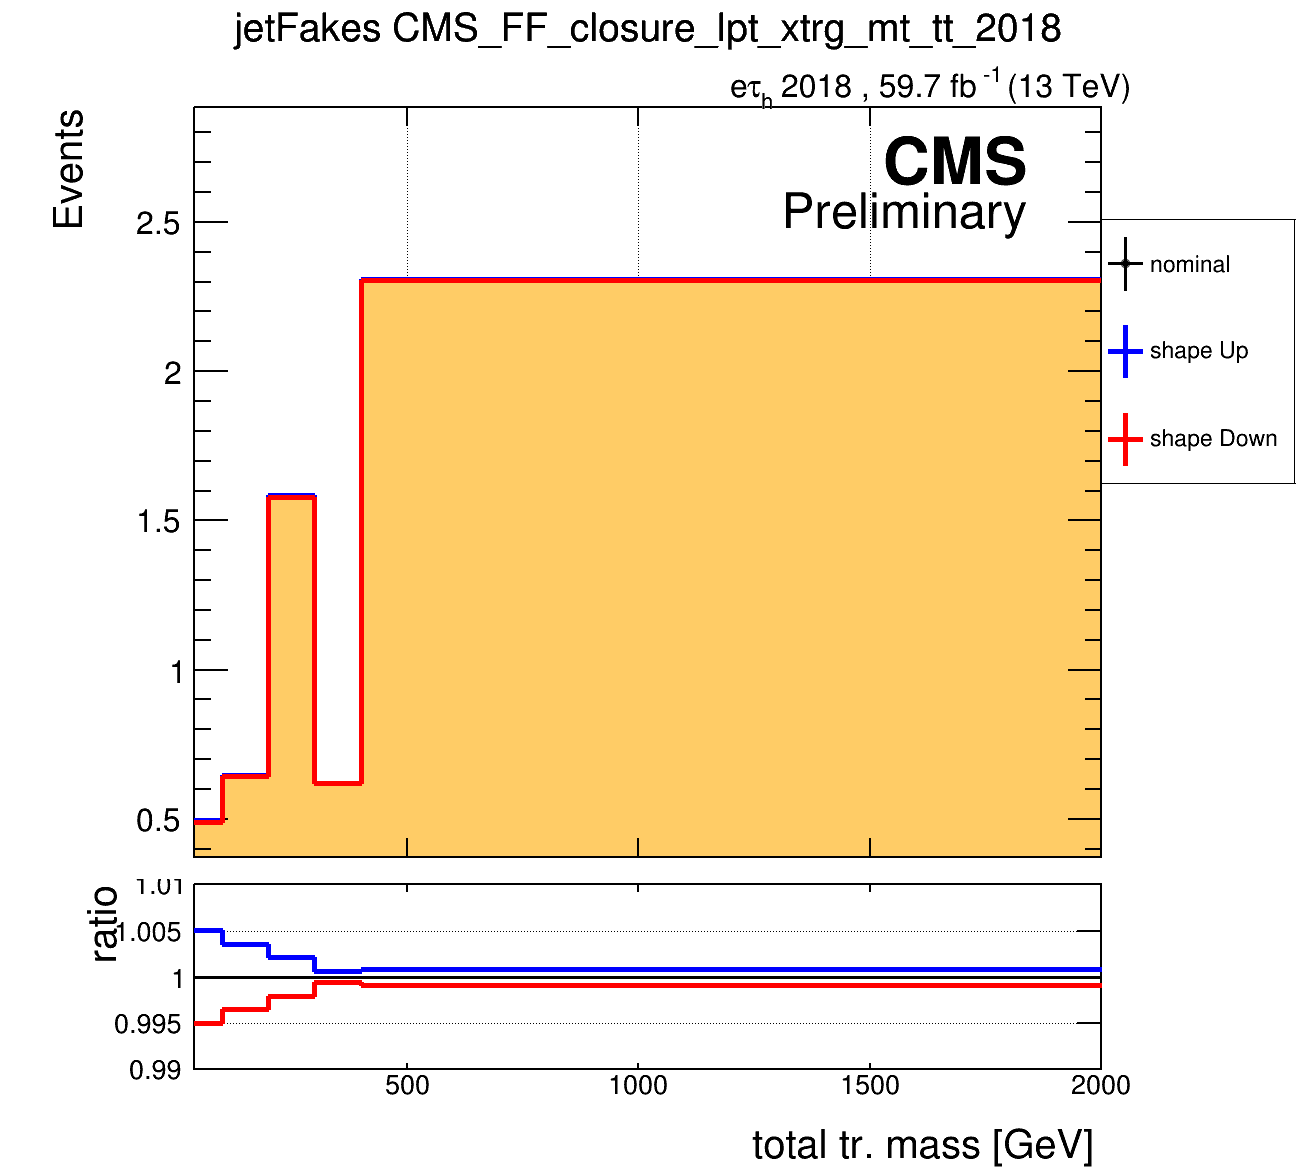 jetFakes CMS_FF_closure_lpt_xtrg_mt_tt_2018
eτh 2018 , 59.7 fb -1 (13 TeV)
Events
CMS
Preliminary
2.5
2
1.5
1
0.5
nominal
shape Up
shape Down
ratio
1.01
1.005
1
0.995
0.99
500 1000 1500 2000
total tr. mass [GeV]